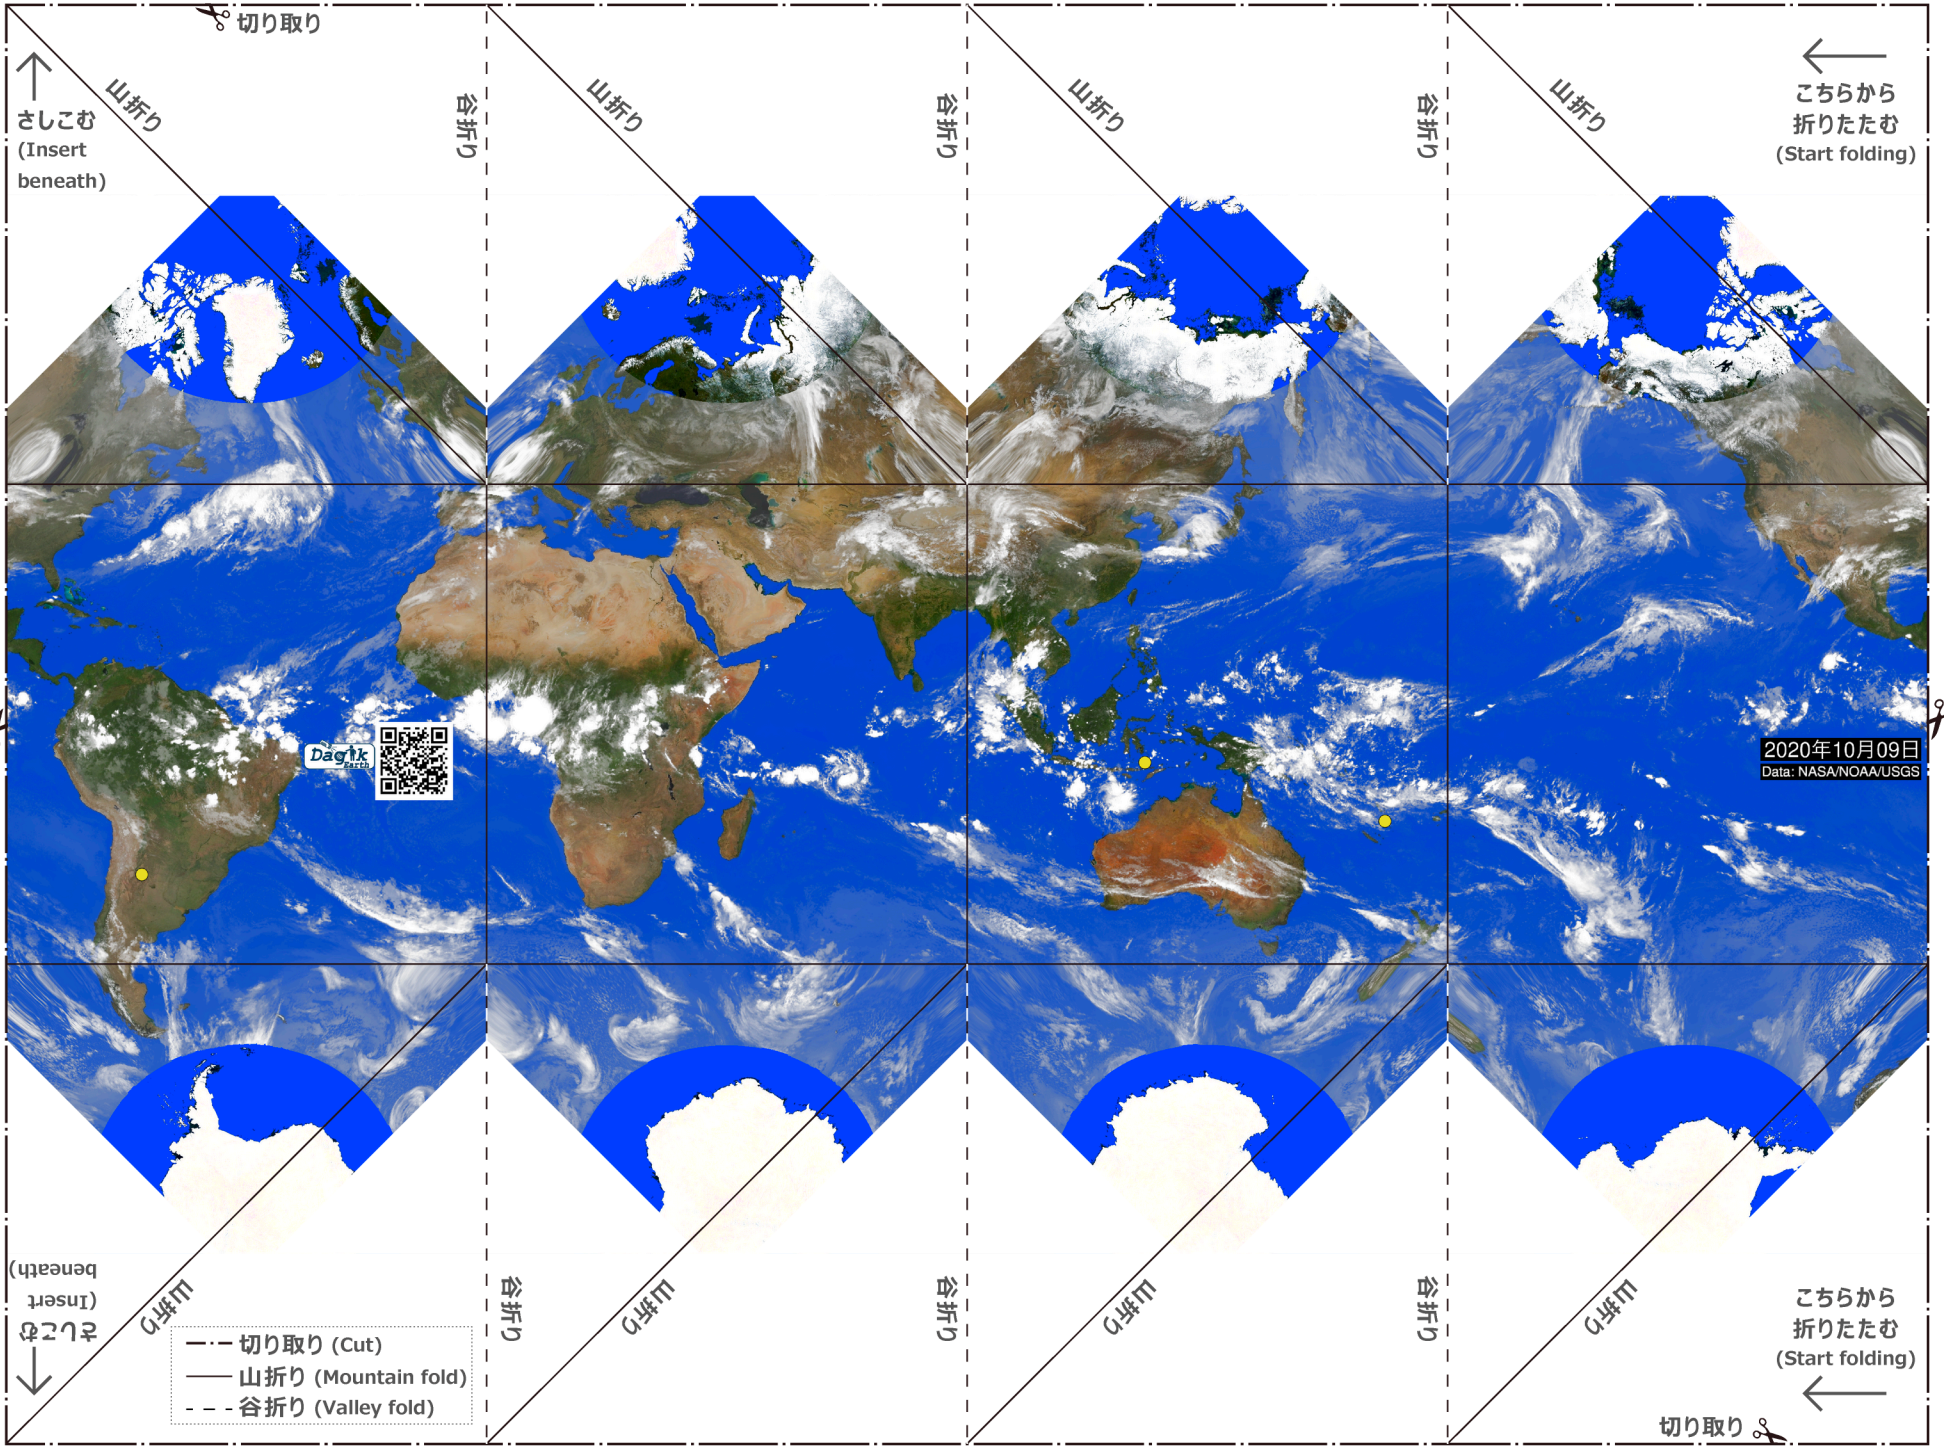 切り取り
山折り
谷折り
山折り
谷折り
山折り
谷折り
山折り
こちらから
折りたたむ
(Start folding)
さしこむ
(Insert
beneath)
Dagik
Earth
2020年10月09日
Data: NASA/NOAA/USGS
さしこむ
(Insert
beneath)
山折り
谷折り
山折り
谷折り
山折り
谷折り
山折り
こちらから
折りたたむ
(Start folding)
切り取り (Cut)
山折り (Mountain fold)
谷折り (Valley fold)
切り取り